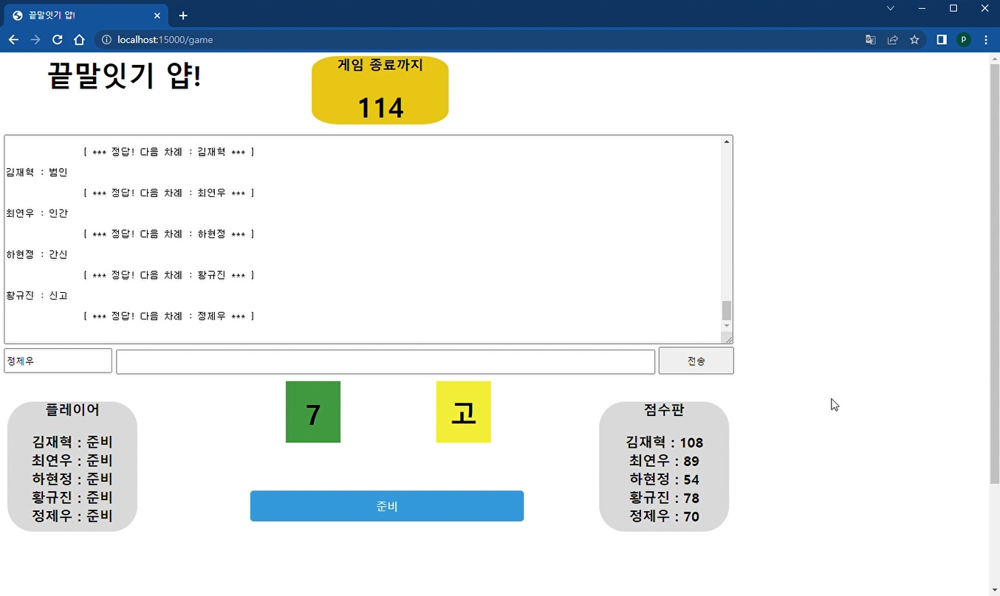 끝말잇기 얍!
localhost:15000/game
p
끝말잇기 얍!
게임 종료까지
114
[ *** 정답! 다음 차례 : 김재혁 *** ]
김재혁 : 범인
[ *** 정답! 다음 차례 : 최연우 *** ]
최연우 : 인간
[ *** 정답! 다음 차례 : 하현정 *** ]
하현정 : 간신
[ *** 정답! 다음 차례 : 황규진 *** ]
황규진 : 신고
[ *** 정답! 다음 차례 : 정제우 *** ]
정제우
전송
7
고
플레이어
김재혁 : 준비
최연우 : 준비
하현정 : 준비
황규진 : 준비
정제우 : 준비
준비
점수판
김재혁 : 108
최연우 : 89
하현정 : 54
황규진 : 78
정제우 : 70